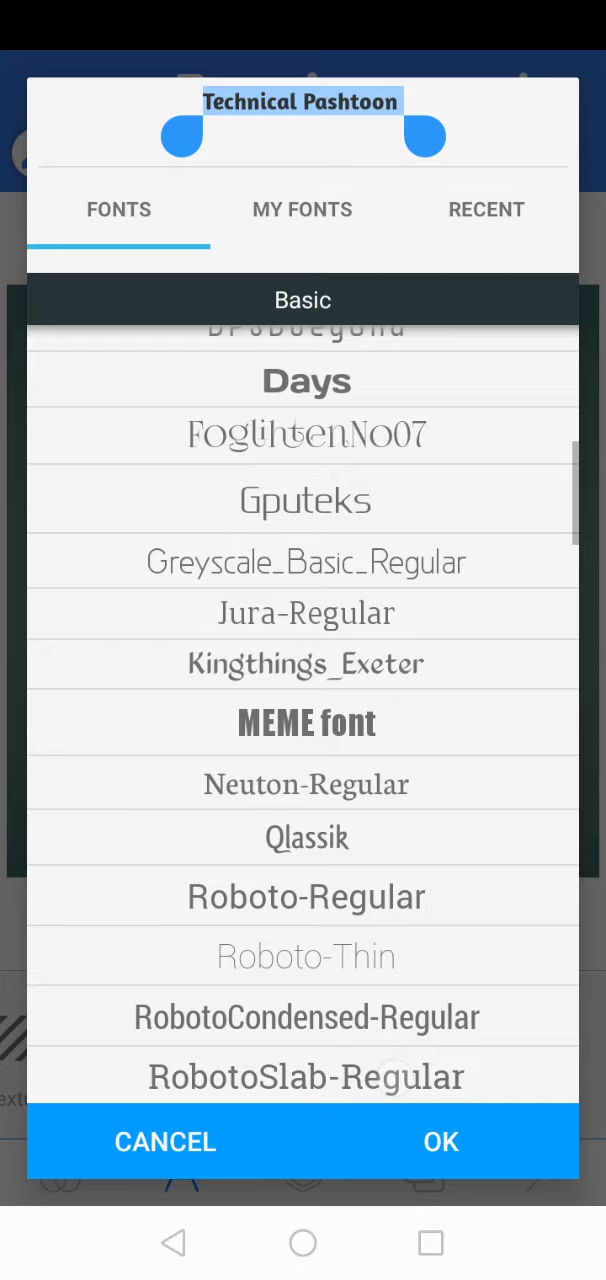 Technical Pashtoon
FONTS
MY FONTS
RECENT
Basic
Days
FoglihtenNo07
Gputeks
Greyscale_Basic_Regular
Jura-Regular
Kingthings_Exeter
MEME font
Neuton-Regular
Qlassik
Roboto-Regular
Roboto-Thin
RobotoCondensed-Regular
RobotoSlab-Regular
CANCEL
OK